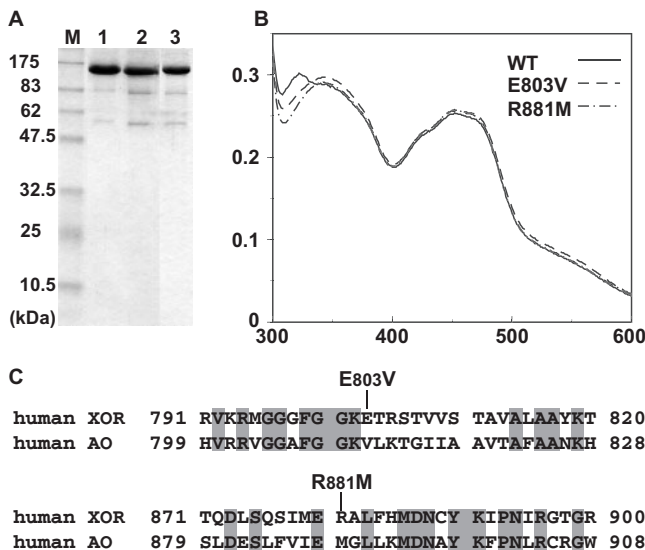 A
M 1 2 3
175
83
62
47.5
32.5
25
10.5
(kDa)
B
0.3
0.2
0.1
0
300 400 500 600
WT
E803V
R881M
C
E803V
human XOR 791 RVKRMGGGFG GKETRSTVVS TAVALAAYKT 820
human AO 799 HVRRVGGAFG GKVLKTGIIA AVTAFAANKH 828
R881M
human XOR 871 TQDLSQSIME RALFHMDNCY KIPNIRGTGR 900
human AO 879 SLDESLFVIE MGLLKMDNAY KFPNLRCRGW 908